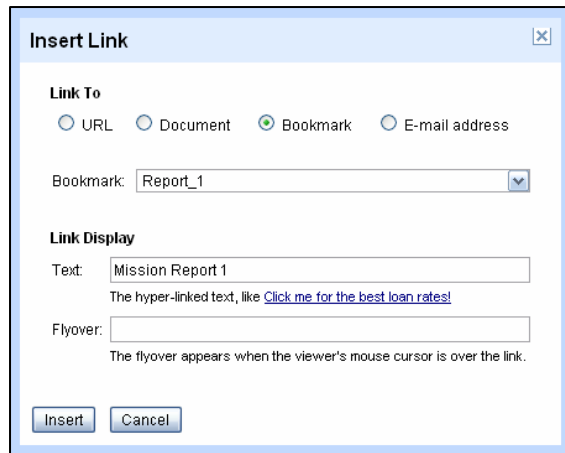 Insert Link
Link To
URL Document Bookmark E-mail address
Bookmark: Report_1
Link Display
Text: Mission Report 1
The hyper-linked text, like Click me for the best loan rates!
Flyover:
The flyover appears when the viewer's mouse cursor is over the link.
Insert Cancel